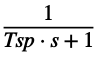 1
Tsp · s + 1